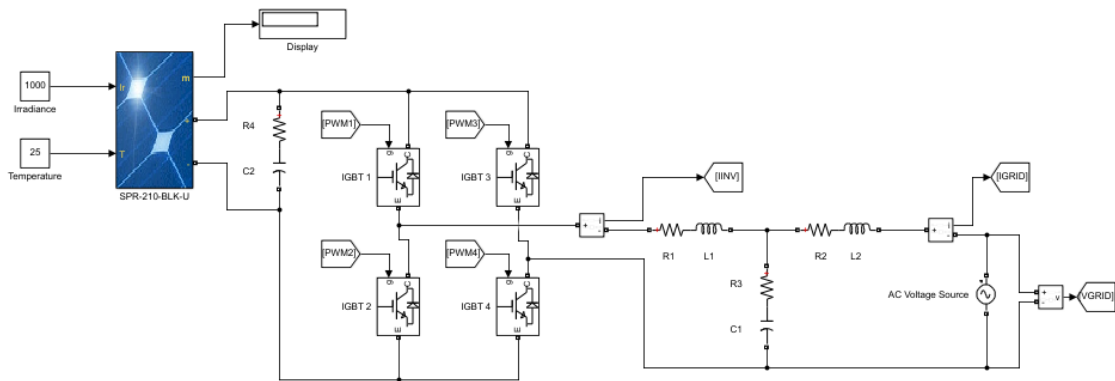 Display
1000
Irradiance
25
Temperature
Ir
T
m
+
-
SPR-210-BLK-U
R4
C2
[PWM1]
g
C
E
IGBT 1
[PWM3]
g
C
E
IGBT 3
[PWM2]
g
C
E
IGBT 2
[PWM4]
g
C
E
IGBT 4
+
i
-
[IINV]
R1
L1
R3
C1
R2
L2
+
i
-
[IGRID]
AC Voltage Source
+
-
v
[VGRID]